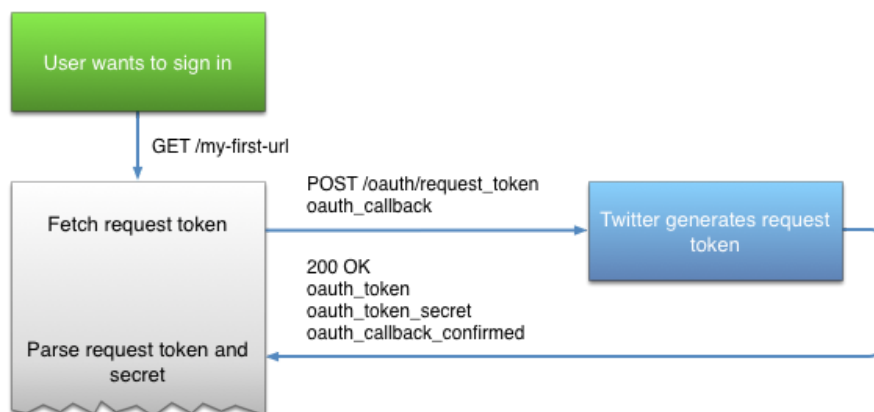 User wants to sign in
GET /my-first-url
Fetch request token
POST /oauth/request_token
oauth_callback
Twitter generates request
token
200 OK
oauth_token
oauth_token_secret
oauth_callback_confirmed
Parse request token and
secret